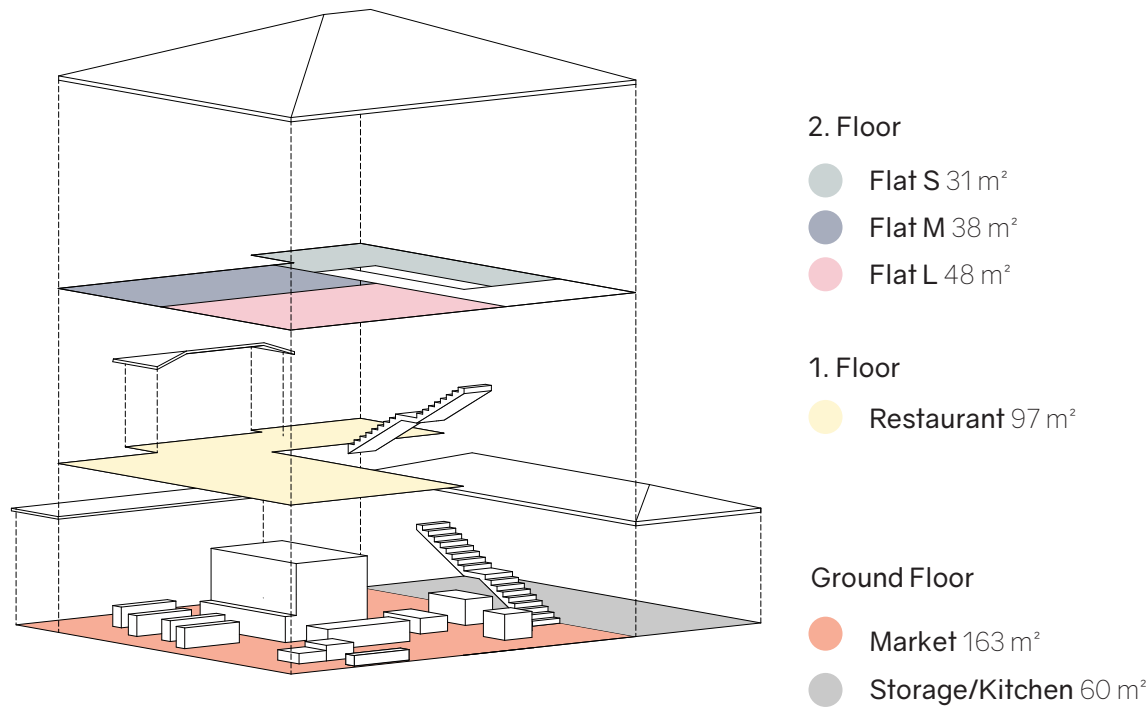 2. Floor
Flat S 31 m²
Flat M 38 m²
Flat L 48 m²
1. Floor
Restaurant 97 m²
Ground Floor
Market 163 m²
Storage/Kitchen 60 m²